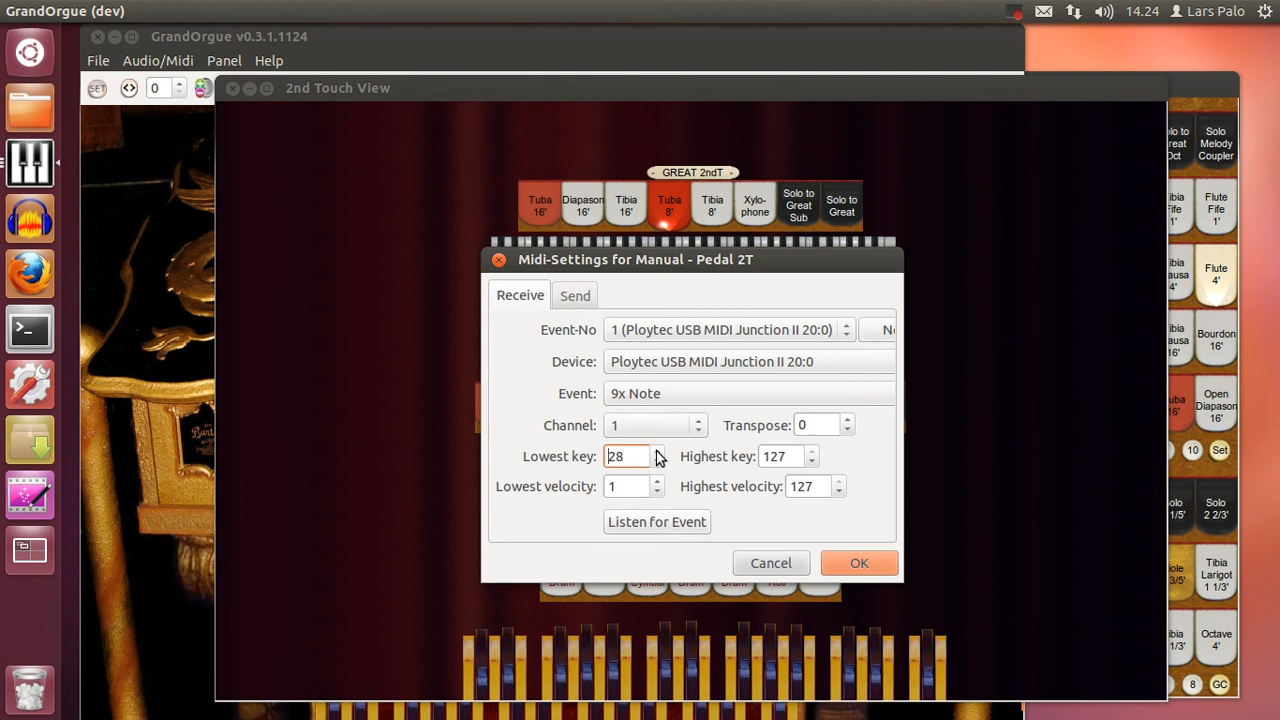 GrandOrgue (dev)
14.24 Lars Palo
GrandOrgue v0.3.1.1124
File Audio/Midi Panel Help
SET 0
2nd Touch View
- GREAT 2ndT -
Tuba 16'
Diapason 16'
Tibia 16'
Tuba 8'
Tibia 8'
Xylo-
phone
Solo to
Great
Sub
Solo to
Great
Midi-Settings for Manual - Pedal 2T
Receive Send
Event-No 1 (Ploytec USB MIDI Junction II 20:0)
Device: Ploytec USB MIDI Junction II 20:0
Event: 9x Note
Channel: 1 Transpose: 0
Lowest key: 28 Highest key: 127
Lowest velocity: 1 Highest velocity: 127
Listen for Event
Cancel OK
Solo
Melody
Coupler
Flute
Fife
1'
Flute
4'
Bourdon
16'
Open
Diapason
16'
10 Set
Solo
2 2/3'
Tibia
Larigot
1 1/3'
Octave
4'
8 GC